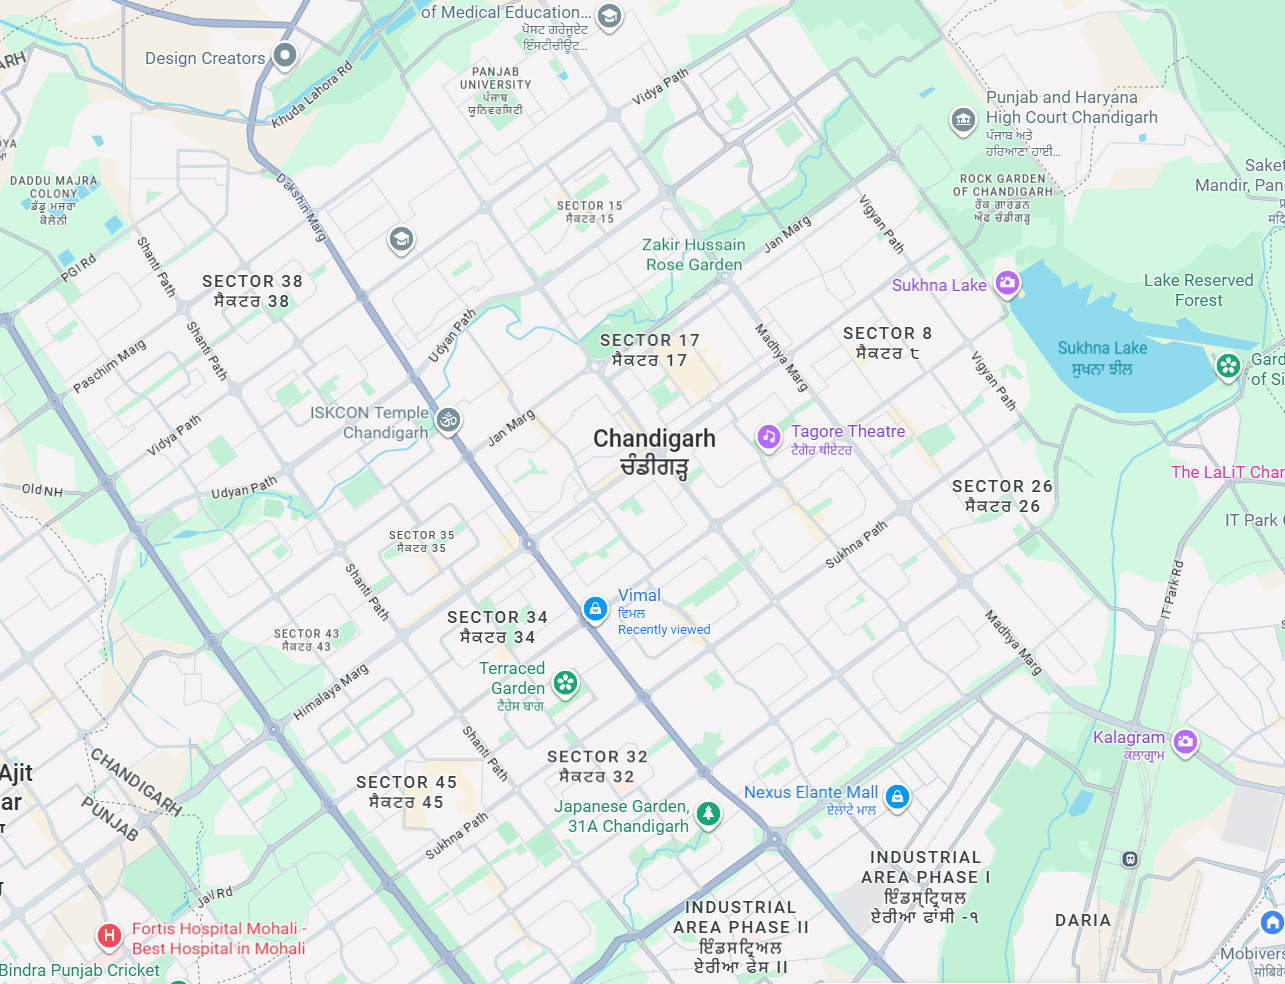 of Medical Education...
ਪੋਸਟ ਗਰੇਜੂਏਟ
ਇੰਸਟੀਚੀਊਟ...
Design Creators
PANJAB
UNIVERSITY
ਪੰਜਾਬ
ਯੂਨਿਵਰਸਿਟੀ
Khuda Lahora Rd
Vidya Path
Punjab and Haryana
High Court Chandigarh
ਪੰਜਾਬ ਅਤੇ
ਹਰਿਆਣਾ ਹਾਈ...
DADDU MAJRA
COLONY
ਡੱਡੂ ਮਜਰਾ
ਕੋਲੋਨੀ
Dakshin Marg
SECTOR 15
ਸੈਕਟਰ 15
ROCK GARDEN
OF CHANDIGARH
ਰੌਕ ਗਾਰਡਨ
ਔਫ ਚੰਡੀਗੜ੍ਹ
Saket
Mandir, Pan
Vigyan Path
Jan Marg
Zakir Hussain
Rose Garden
Shanti Path
PGI Rd
SECTOR 38
ਸੈਕਟਰ 38
Sukhna Lake
Lake Reserved
Forest
Udyan Path
SECTOR 17
ਸੈਕਟਰ 17
Madhya Marg
SECTOR 8
ਸੈਕਟਰ ੮
Sukhna Lake
ਸੁਖਨਾ ਝੀਲ
Gard
of Si
Shanti Path
Paschim Marg
Vigyan Path
ISKCON Temple
Chandigarh
Jan Marg
Vidhya Path
Chandigarh
ਚੰਡੀਗੜ੍ਹ
Tagore Theatre
ਟੈਗੋਰ ਥੀਏਟਰ
The LaLiT Chan
Old NH
Udyan Path
SECTOR 26
ਸੈਕਟਰ 26
IT Park
SECTOR 35
ਸੈਕਟਰ 35
Sukhna Path
Shanti Path
IT Park Rd
Vimal
ਵਿਮਲ
Recently viewed
SECTOR 34
ਸੈਕਟਰ 34
SECTOR 43
ਸੈਕਟਰ 43
Madhya Marg
Terraced
Garden
ਟੈਰੇਸ ਬਾਗ
Himalaya Marg
Shanti Path
Kalagram
ਕਲਾਗ੍ਰਾਮ
CHANDIGARH
PUNJAB
Ajit
ar
SECTOR 32
ਸੈਕਟਰ 32
SECTOR 45
ਸੈਕਟਰ 45
Nexus Elante Mall
ਏਲਾਂਟੇ ਮਾਲ
Japanese Garden,
31A Chandigarh
Sukhna Path
INDUSTRIAL
AREA PHASE I
ਇੰਡਸਟ੍ਰਿਯਲ
ਏਰੀਆ ਫਾਂਸੀ -੧
Jail Rd
INDUSTRIAL
AREA PHASE II
ਇੰਡਸਟ੍ਰਿਅਲ
ਏਰੀਆ ਫੇਸ II
DARIA
Fortis Hospital Mohali -
Best Hospital in Mohali
Bindra Punjab Cricket
Mobivers